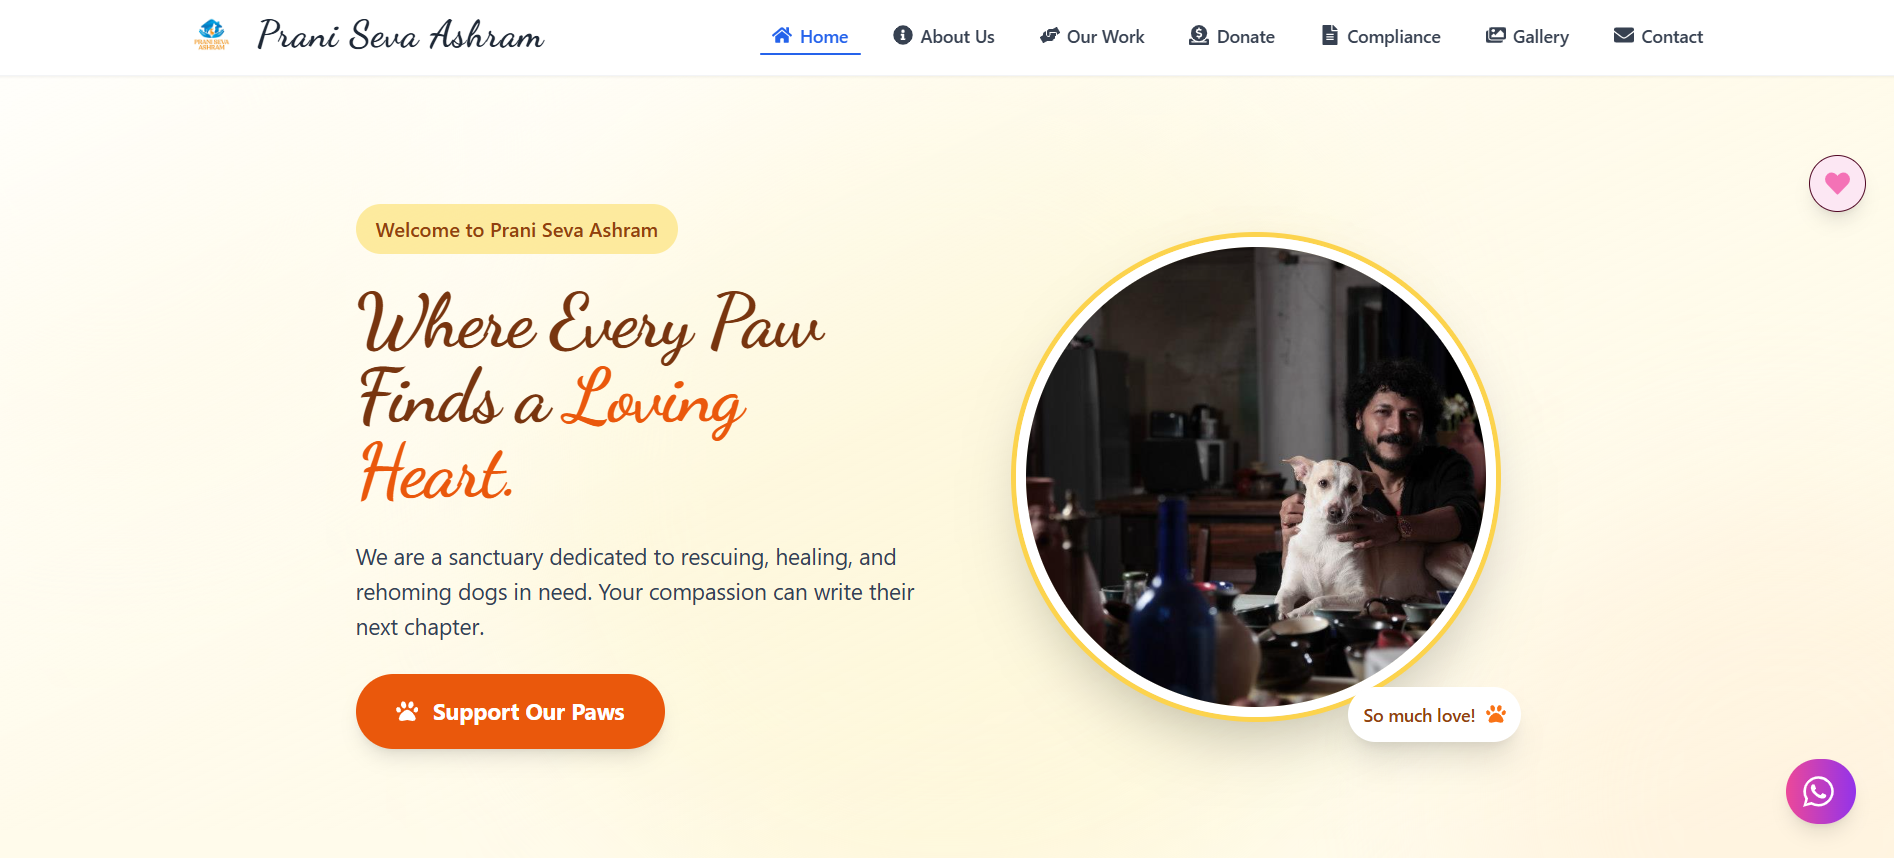 PRANI SEVA
ASHRAM
Prani Seva Ashram
Home
About Us
Our Work
Donate
Compliance
Gallery
Contact
Welcome to Prani Seva Ashram
Where Every Paw
Finds a Loving
Heart.
We are a sanctuary dedicated to rescuing, healing, and
rehoming dogs in need. Your compassion can write their
next chapter.
Support Our Paws
So much love!